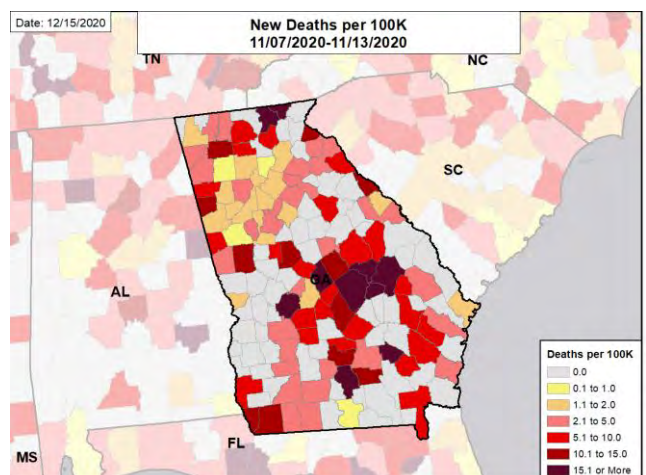 Date: 12/15/2020
New Deaths per 100K
11/07/2020-11/13/2020
TN
NC
SC
GA
AL
MS
FL
Deaths per 100K
0.0
0.1 to 1.0
1.1 to 2.0
2.1 to 5.0
5.1 to 10.0
10.1 to 15.0
15.1 or More